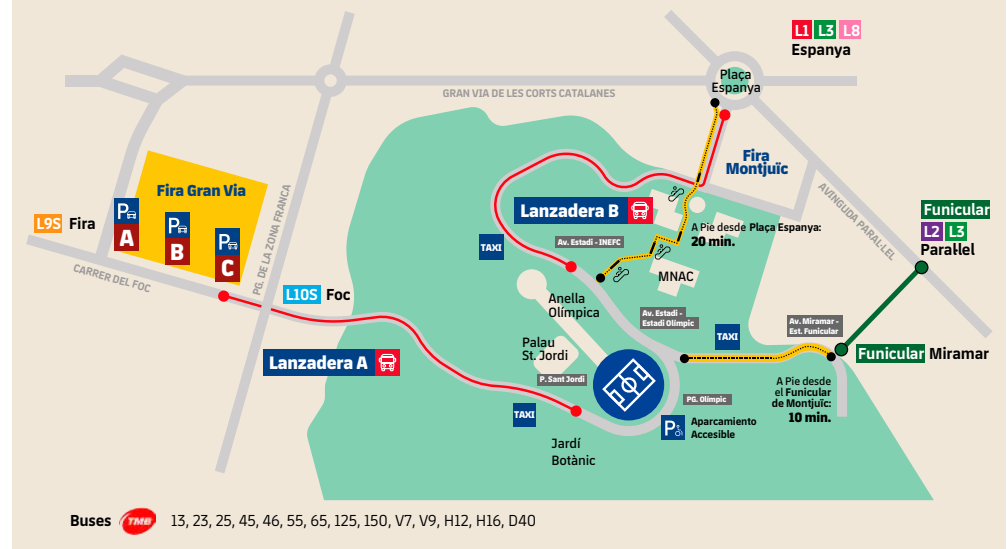 L1 L3 L8
Espanya
Plaça
Espanya
GRAN VIA DE LES CORTS CATALANES
Fira
Montjuïc
AVINGUDA PARAL·LEL
Fira Gran Via
P
A
P
B
P
C
L9S Fira
CARRER DEL FOC
PG. DE LA ZONA FRANCA
L10S Foc
Lanzadera B
TAXI
Av. Estadi - INEFC
A Pie desde Plaça Espanya:
20 min.
MNAC
Funicular
L2 L3
Paral·lel
Anella
Olímpica
Av. Estadi -
Estadi Olímpic
TAXI
Av. Miramar -
Est. Funicular
Funicular Miramar
Lanzadera A
Palau
St. Jordi
P. Sant Jordi
PG. Olímpic
A Pie desde
el Funicular
de Montjuïc:
10 min.
TAXI
P
Aparcamiento
Accesible
Jardí
Botànic
Buses TMB 13, 23, 25, 45, 46, 55, 65, 125, 150, V7, V9, H12, H16, D40